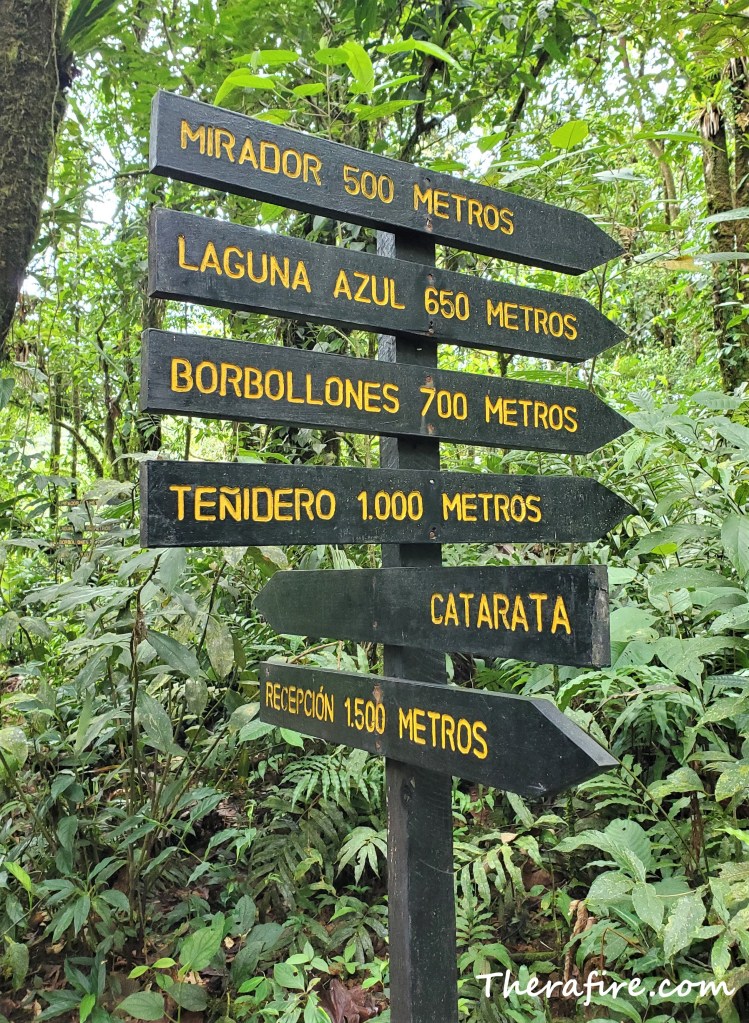 MIRADOR 500 METROS
LAGUNA AZUL 650 METROS
BORBOLLONES 700 METROS
TEÑIDERO 1.000 METROS
CATARATA
RECEPCIÓN 1.500 METROS
Therafire.com